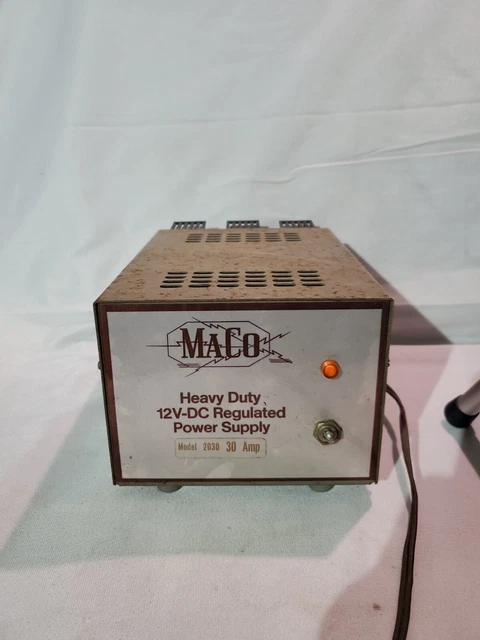 MACO
Heavy Duty
12V-DC Regulated
Power Supply
Model 2030 30 Amp